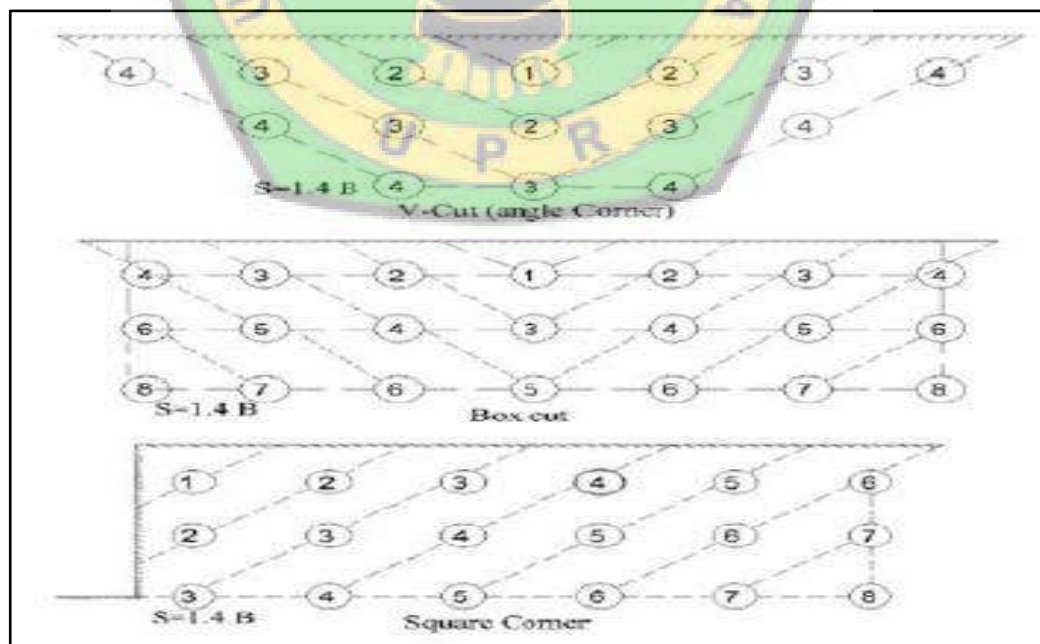 4 3 2 1 2 3 4
4 3 2 3 4
U P R
S=1.4 B 4 3 4
V-Cut (angle Corner)
4 3 2 1 2 3 4
6 5 4 3 4 5 6
8 7 6 5 6 7 8
S=1.4 B
Box cut
1 2 3 4 5 6
2 3 4 5 6 7
3 4 5 6 7 8
S=1.4 B
Square Corner